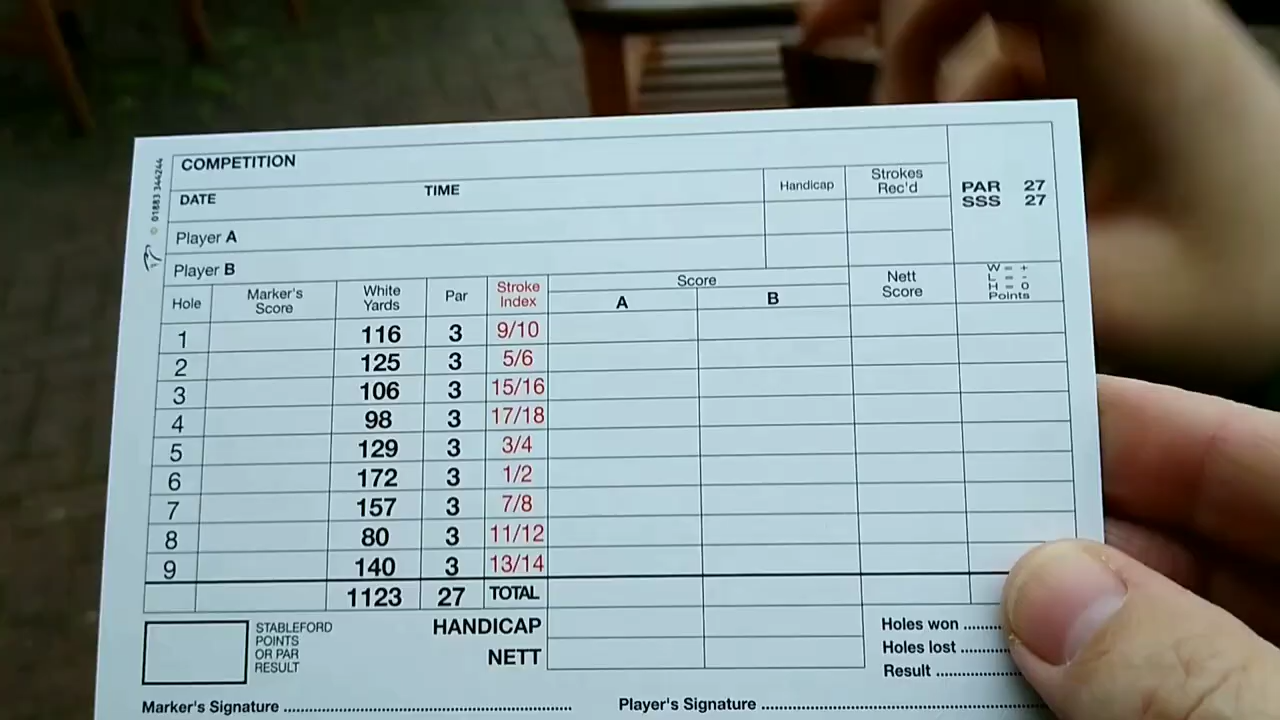 COMPETITION
DATE TIME Handicap Strokes Rec'd PAR 27
SSS 27
Player A
Player B
Hole Marker's Score White Yards Par Stroke Index Score A B Nett Score W = + L = - H = 0 Points
1 116 3 9/10
2 125 3 5/6
3 106 3 15/16
4 98 3 17/18
5 129 3 3/4
6 172 3 1/2
7 157 3 7/8
8 80 3 11/12
9 140 3 13/14
1123 27 TOTAL
HANDICAP
NETT
STABLEFORD
POINTS
OR PAR
RESULT
Holes won ........
Holes lost ..........
Result ................
Marker's Signature ............................................................
Player's Signature ............................................................
© 01883 344244